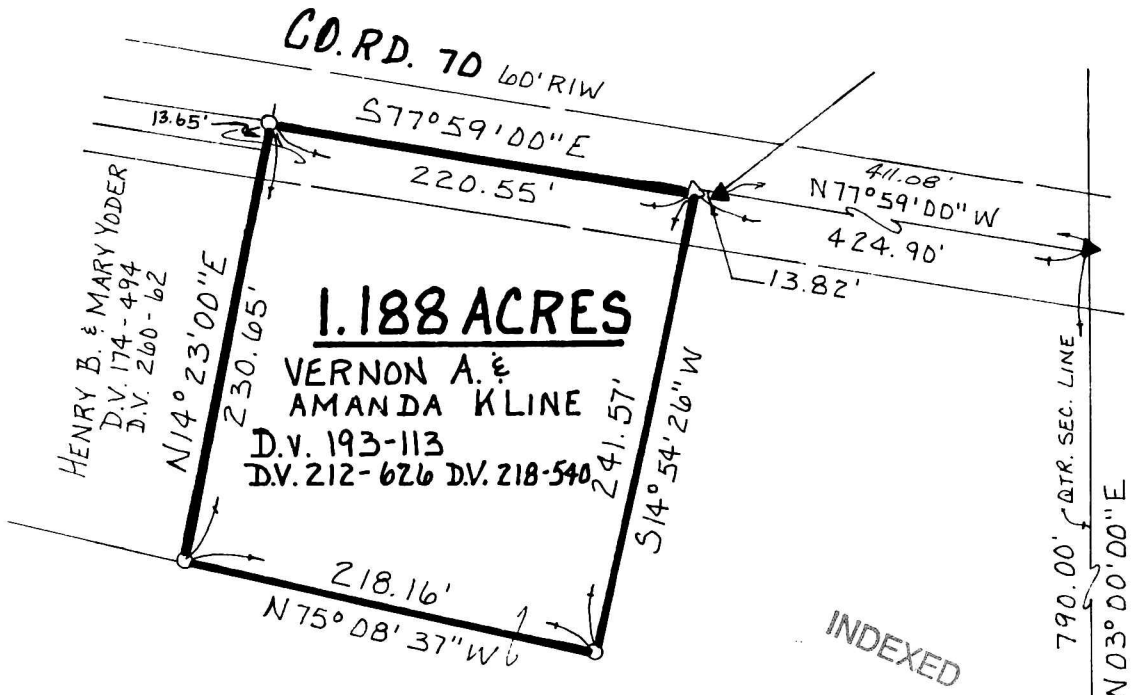 CO. RD. 70 60' R/W
13.65'
S77°59'00"E
220.55'
411.08'
N77°59'00"W
424.90'
13.82'
HENRY B. & MARY YODER
D.V. 174-494
D.V. 260-62
N14°23'00"E
230.65'
1.188 ACRES
VERNON A. &
AMANDA KLINE
D.V. 193-113
D.V. 212-626 D.V. 218-540
241.57'
S14°54'26"W
218.16'
N75°08'37"W
790.00'
QTR. SEC. LINE
N03°00'00"E
INDEXED